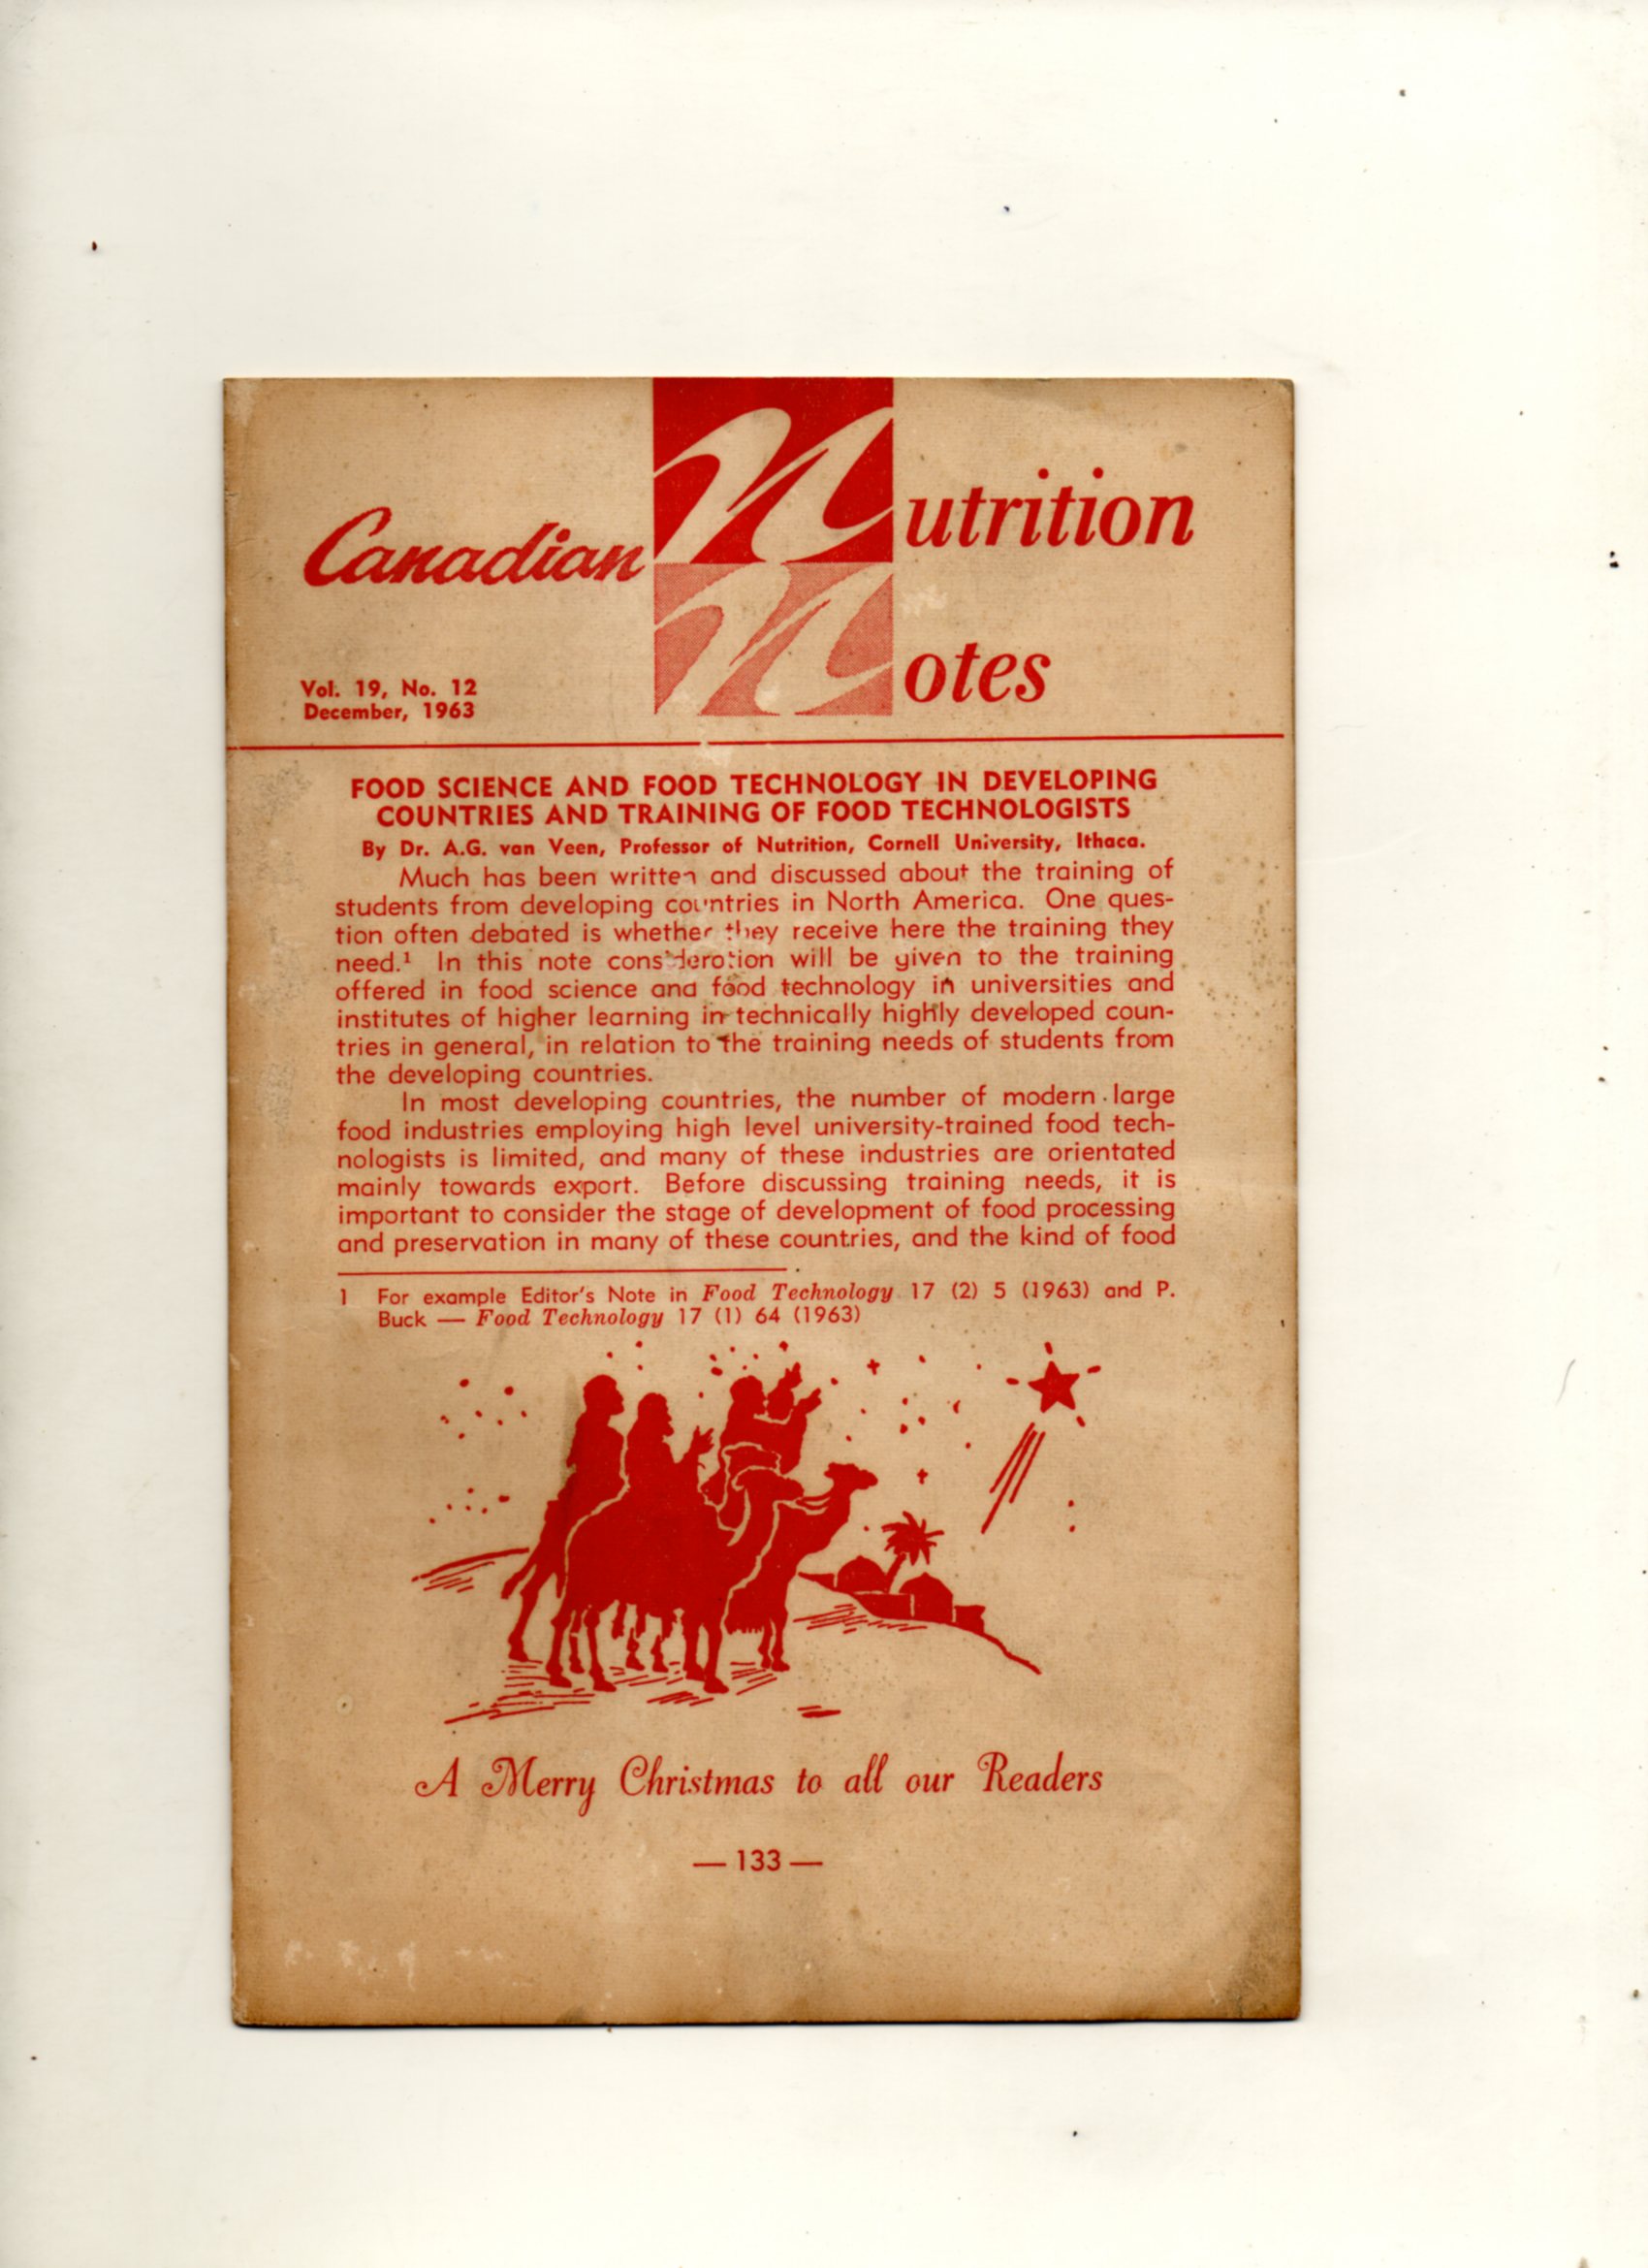 Canadian Nutrition
Notes
Vol. 19, No. 12
December, 1963
FOOD SCIENCE AND FOOD TECHNOLOGY IN DEVELOPING
COUNTRIES AND TRAINING OF FOOD TECHNOLOGISTS
By Dr. A.G. van Veen, Professor of Nutrition, Cornell University, Ithaca.
Much has been written and discussed about the training of
students from developing countries in North America. One ques-
tion often debated is whether they receive here the training they
need.¹ In this note consideration will be given to the training
offered in food science and food technology in universities and
institutes of higher learning in technically highly developed coun-
tries in general, in relation to the training needs of students from
the developing countries.
In most developing countries, the number of modern large
food industries employing high level university-trained food tech-
nologists is limited, and many of these industries are orientated
mainly towards export. Before discussing training needs, it is
important to consider the stage of development of food processing
and preservation in many of these countries, and the kind of food
1 For example Editor's Note in Food Technology 17 (2) 5 (1963) and P.
Buck — Food Technology 17 (1) 64 (1963)
A Merry Christmas to all our Readers
— 133 —